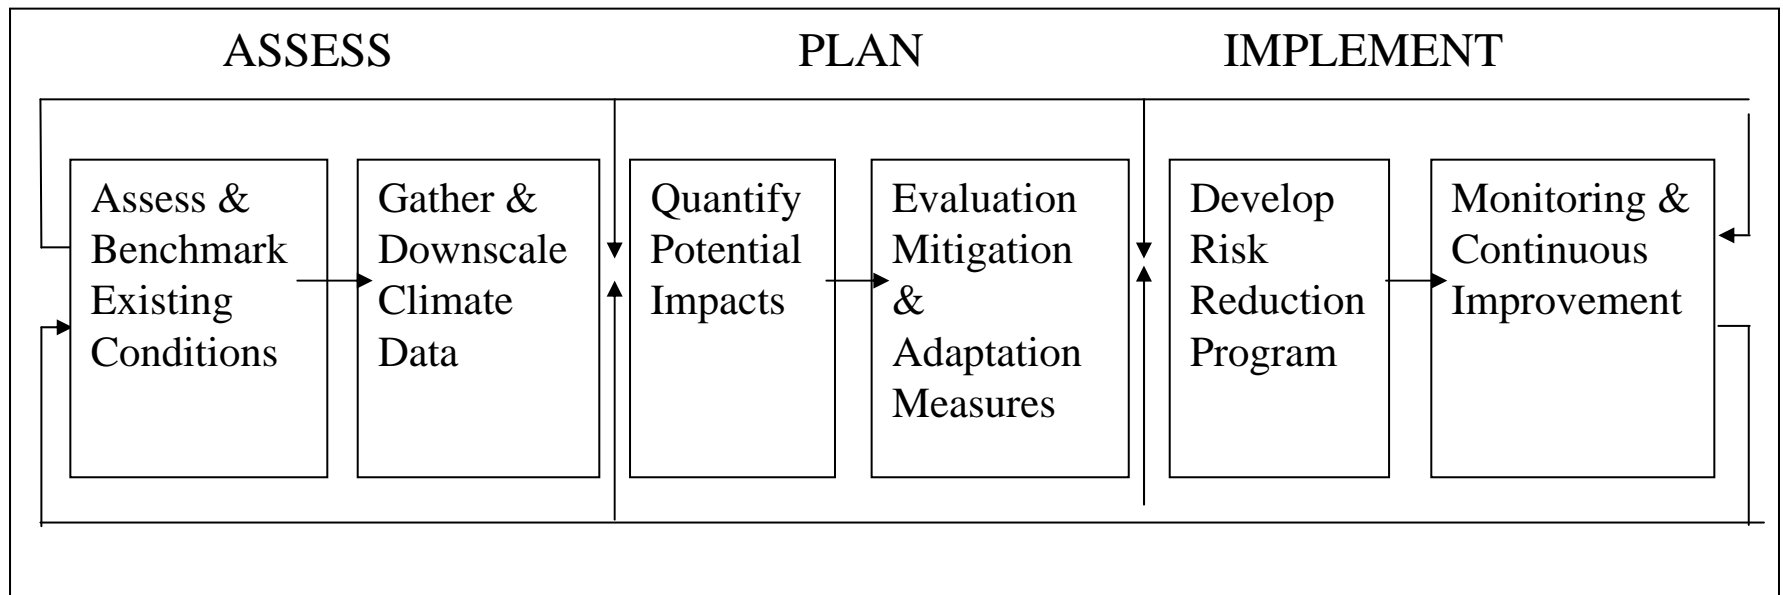 ASSESS
PLAN
IMPLEMENT
Assess &
Benchmark
Existing
Conditions
Gather &
Downscale
Climate
Data
Quantify
Potential
Impacts
Evaluation
Mitigation
&
Adaptation
Measures
Develop
Risk
Reduction
Program
Monitoring &
Continuous
Improvement